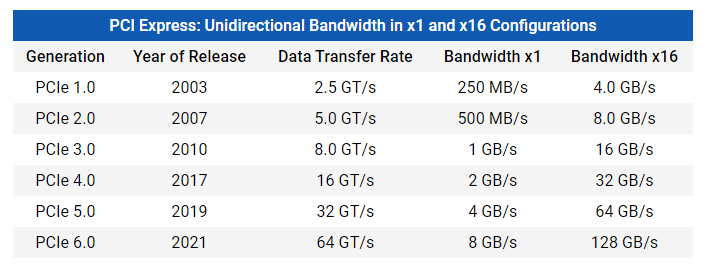 PCI Express: Unidirectional Bandwidth in x1 and x16 Configurations
Generation Year of Release Data Transfer Rate Bandwidth x1 Bandwidth x16
PCIe 1.0 2003 2.5 GT/s 250 MB/s 4.0 GB/s
PCIe 2.0 2007 5.0 GT/s 500 MB/s 8.0 GB/s
PCIe 3.0 2010 8.0 GT/s 1 GB/s 16 GB/s
PCIe 4.0 2017 16 GT/s 2 GB/s 32 GB/s
PCIe 5.0 2019 32 GT/s 4 GB/s 64 GB/s
PCIe 6.0 2021 64 GT/s 8 GB/s 128 GB/s